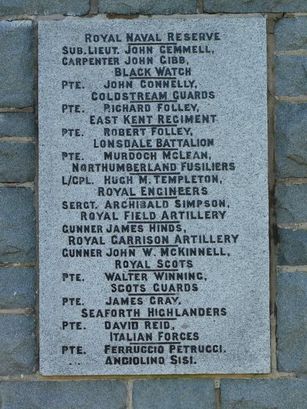 ROYAL NAVAL RESERVE
SUB. LIEUT. JOHN GEMMELL,
CARPENTER JOHN GIBB,
BLACK WATCH
PTE. JOHN CONNELLY,
COLDSTREAM GUARDS
PTE. RICHARD FOLLEY,
EAST KENT REGIMENT
PTE. ROBERT FOLLEY,
LONSDALE BATTALION
PTE. MURDOCH MCLEAN,
NORTHUMBERLAND FUSILIERS
L/CPL. HUGH M. TEMPLETON,
ROYAL ENGINEERS
SERGT. ARCHIBALD SIMPSON,
ROYAL FIELD ARTILLERY
GUNNER JAMES HINDS,
ROYAL GARRISON ARTILLERY
GUNNER JOHN W. MCKINNELL,
ROYAL SCOTS
PTE. WALTER WINNING,
SCOTS GUARDS
PTE. JAMES GRAY,
SEAFORTH HIGHLANDERS
PTE. DAVID REID,
ITALIAN FORCES
PTE. FERRUCCIO PETRUCCI.
ANGIOLINO SISI.